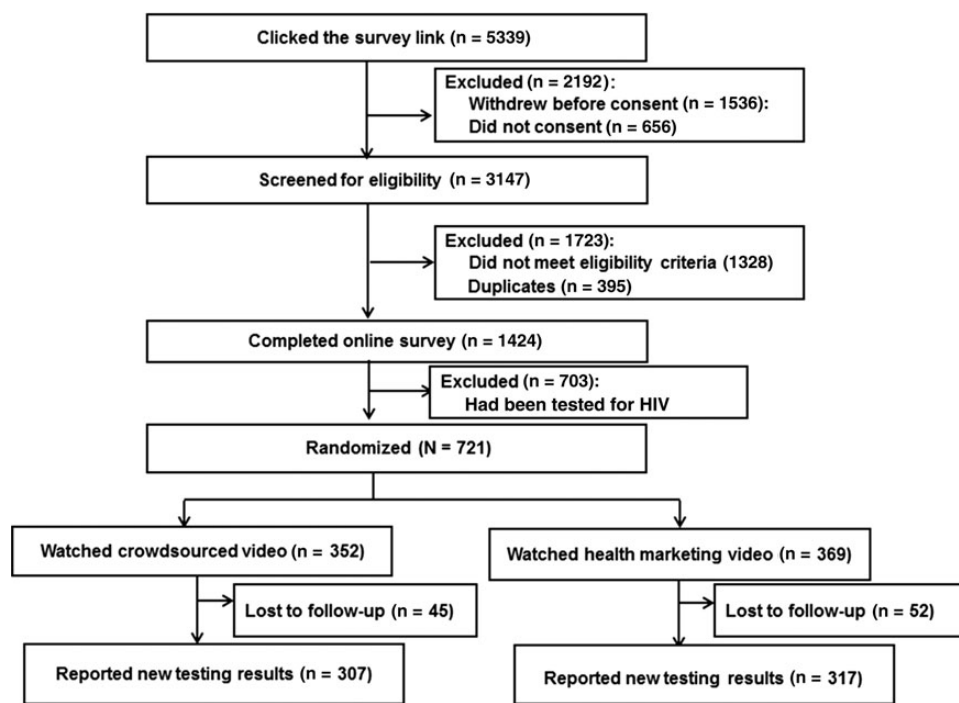 Clicked the survey link (n = 5339)
Excluded (n = 2192):
Withdrew before consent (n = 1536):
Did not consent (n = 656)
Screened for eligibility (n = 3147)
Excluded (n = 1723):
Did not meet eligibility criteria (1328)
Duplicates (n = 395)
Completed online survey (n = 1424)
Excluded (n = 703):
Had been tested for HIV
Randomized (N = 721)
Watched crowdsourced video (n = 352)
Watched health marketing video (n = 369)
Lost to follow-up (n = 45)
Lost to follow-up (n = 52)
Reported new testing results (n = 307)
Reported new testing results (n = 317)